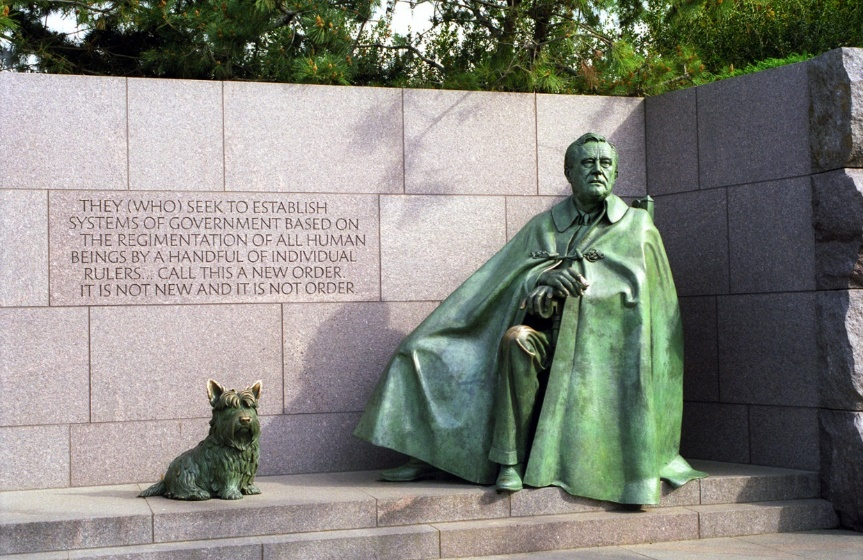 THEY (WHO) SEEK TO ESTABLISH
SYSTEMS OF GOVERNMENT BASED ON
THE REGIMENTATION OF ALL HUMAN
BEINGS BY A HANDFUL OF INDIVIDUAL
RULERS... CALL THIS A NEW ORDER.
IT IS NOT NEW AND IT IS NOT ORDER.